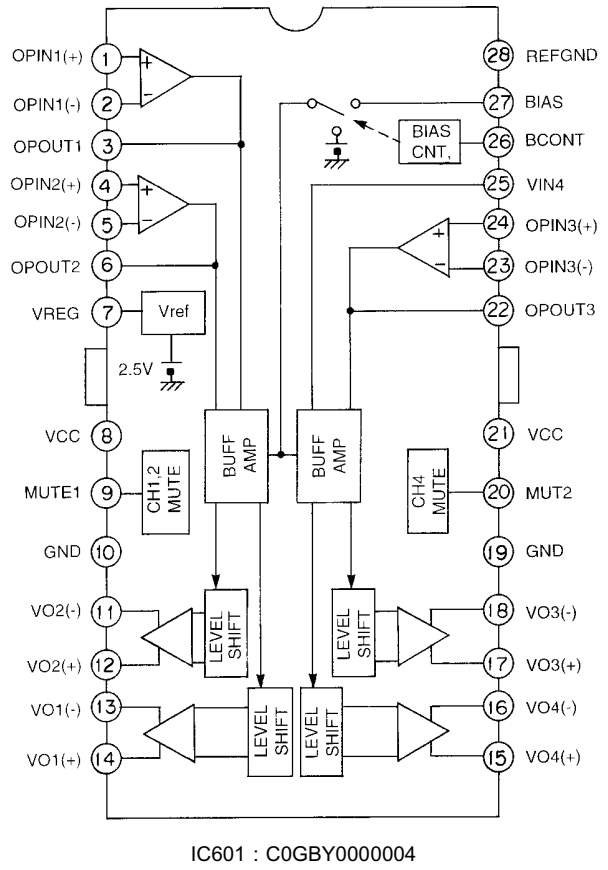 OPIN1(+) 1
OPIN1(-) 2
OPOUT1 3
OPIN2(+) 4
OPIN2(-) 5
OPOUT2 6
VREG 7
Vref
2.5V
VCC 8
MUTE1 9
CH1,2
MUTE
GND 10
VO2(-) 11
VO2(+) 12
VO1(-) 13
VO1(+) 14
+
-
+
-
BUFF
AMP
BUFF
AMP
LEVEL
SHIFT
LEVEL
SHIFT
LEVEL
SHIFT
LEVEL
SHIFT
28 REFGND
27 BIAS
BIAS
CNT,
26 BCONT
25 VIN4
24 OPIN3(+)
23 OPIN3(-)
+
-
22 OPOUT3
21 VCC
CH4
MUTE
20 MUT2
19 GND
18 VO3(-)
17 VO3(+)
16 VO4(-)
15 VO4(+)
IC601 : C0GBY0000004